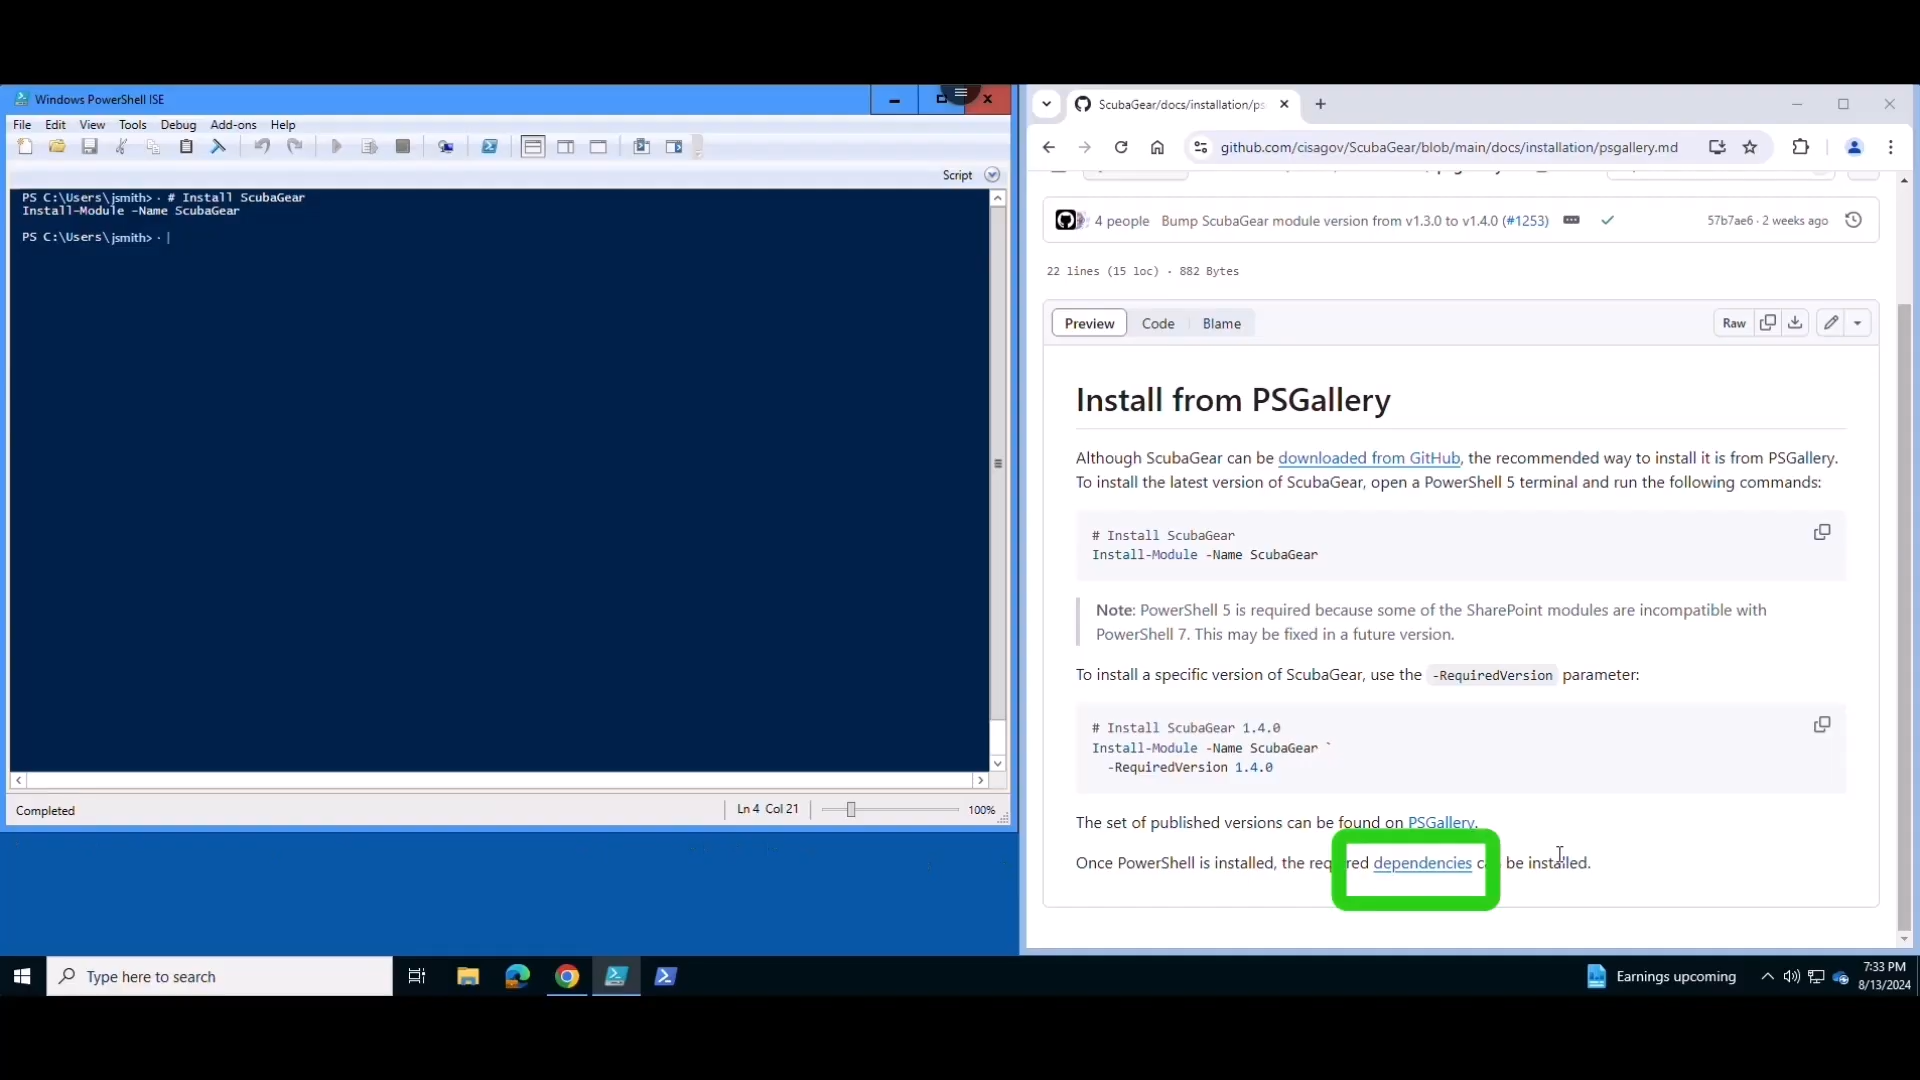 Windows PowerShell ISE
File Edit View Tools Debug Add-ons Help
Script
PS C:\Users\jsmith> · # Install ScubaGear
Install-Module -Name ScubaGear
PS C:\Users\jsmith> ·
Completed
Ln 4 Col 21
100%
ScubaGear/docs/installation/ps
github.com/cisagov/ScubaGear/blob/main/docs/installation/psgallery.md
4 people Bump ScubaGear module version from v1.3.0 to v1.4.0 (#1253)
57b7ae6 · 2 weeks ago
22 lines (15 loc) · 882 Bytes
Preview Code Blame
Raw
Install from PSGallery
Although ScubaGear can be downloaded from GitHub, the recommended way to install it is from PSGallery.
To install the latest version of ScubaGear, open a PowerShell 5 terminal and run the following commands:
# Install ScubaGear
Install-Module -Name ScubaGear
Note: PowerShell 5 is required because some of the SharePoint modules are incompatible with
PowerShell 7. This may be fixed in a future version.
To install a specific version of ScubaGear, use the -RequiredVersion parameter:
# Install ScubaGear 1.4.0
Install-Module -Name ScubaGear `
-RequiredVersion 1.4.0
The set of published versions can be found on PSGallery.
Once PowerShell is installed, the required dependencies can be installed.
Type here to search
Earnings upcoming
7:33 PM
8/13/2024